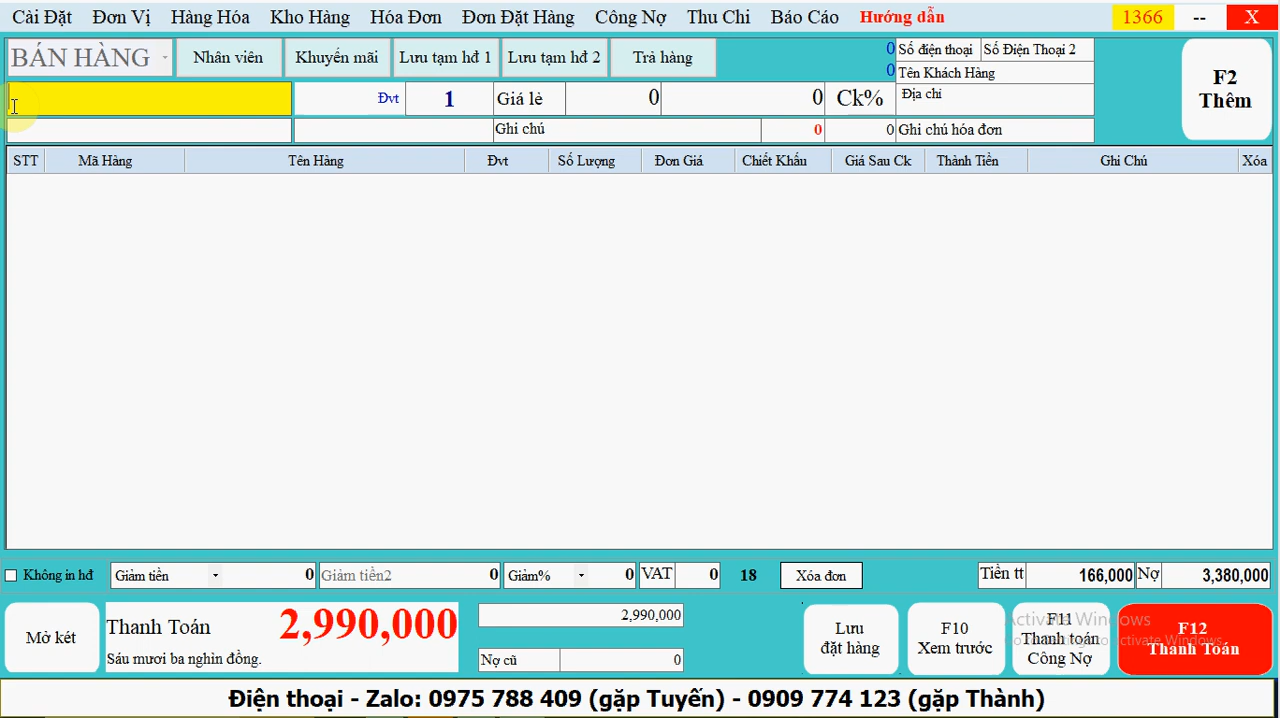 Cài Đặt Đơn Vị Hàng Hóa Kho Hàng Hóa Đơn Đơn Đặt Hàng Công Nợ Thu Chi Báo Cáo Hướng dẫn 1366 -- X
BÁN HÀNG Nhân viên Khuyến mãi Lưu tạm hđ 1 Lưu tạm hđ 2 Trả hàng 0 Số điện thoại Số Điện Thoại 2
0 Tên Khách Hàng
F2
Thêm
Đvt 1 Giá lẻ 0 0 Ck% Địa chỉ
Ghi chú 0 0 Ghi chú hóa đơn
STT Mã Hàng Tên Hàng Đvt Số Lượng Đơn Giá Chiết Khấu Giá Sau Ck Thành Tiền Ghi Chú Xóa
Không in hđ Giảm tiền 0 Giảm tiền2 0 Giảm% 0 VAT 0 18 Xóa đơn Tiền tt 166,000 Nợ 3,380,000
Mở két
Thanh Toán 2,990,000
Sáu mươi ba nghìn đồng.
2,990,000
Nợ cũ 0
Lưu
đặt hàng
F10
Xem trước
F11
Thanh toán
Công Nợ
F12
Thanh Toán
Activate Windows
Điện thoại - Zalo: 0975 788 409 (gặp Tuyến) - 0909 774 123 (gặp Thành)